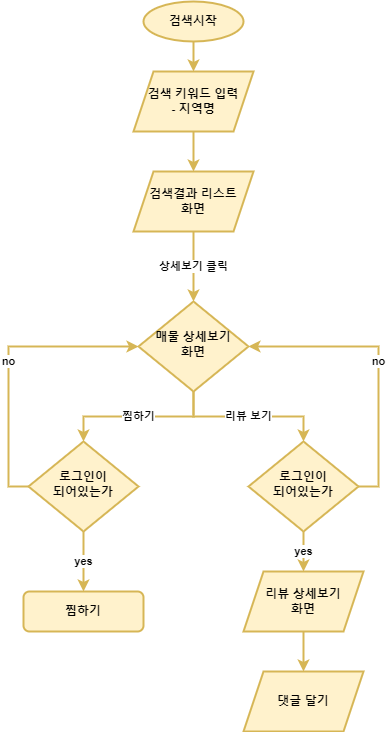 검색시작
검색 키워드 입력
- 지역명
검색결과 리스트
화면
상세보기 클릭
매물 상세보기
화면
no
no
찜하기
리뷰 보기
로그인이
되어있는가
로그인이
되어있는가
yes
yes
찜하기
리뷰 상세보기
화면
댓글 달기